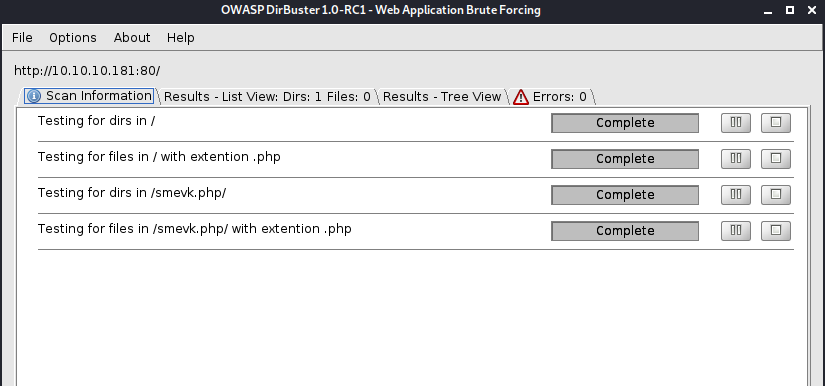 OWASP DirBuster 1.0-RC1 - Web Application Brute Forcing
File Options About Help
http://10.10.10.181:80/
Scan Information Results - List View: Dirs: 1 Files: 0 Results - Tree View Errors: 0
Testing for dirs in / Complete
Testing for files in / with extention .php Complete
Testing for dirs in /smevk.php/ Complete
Testing for files in /smevk.php/ with extention .php Complete